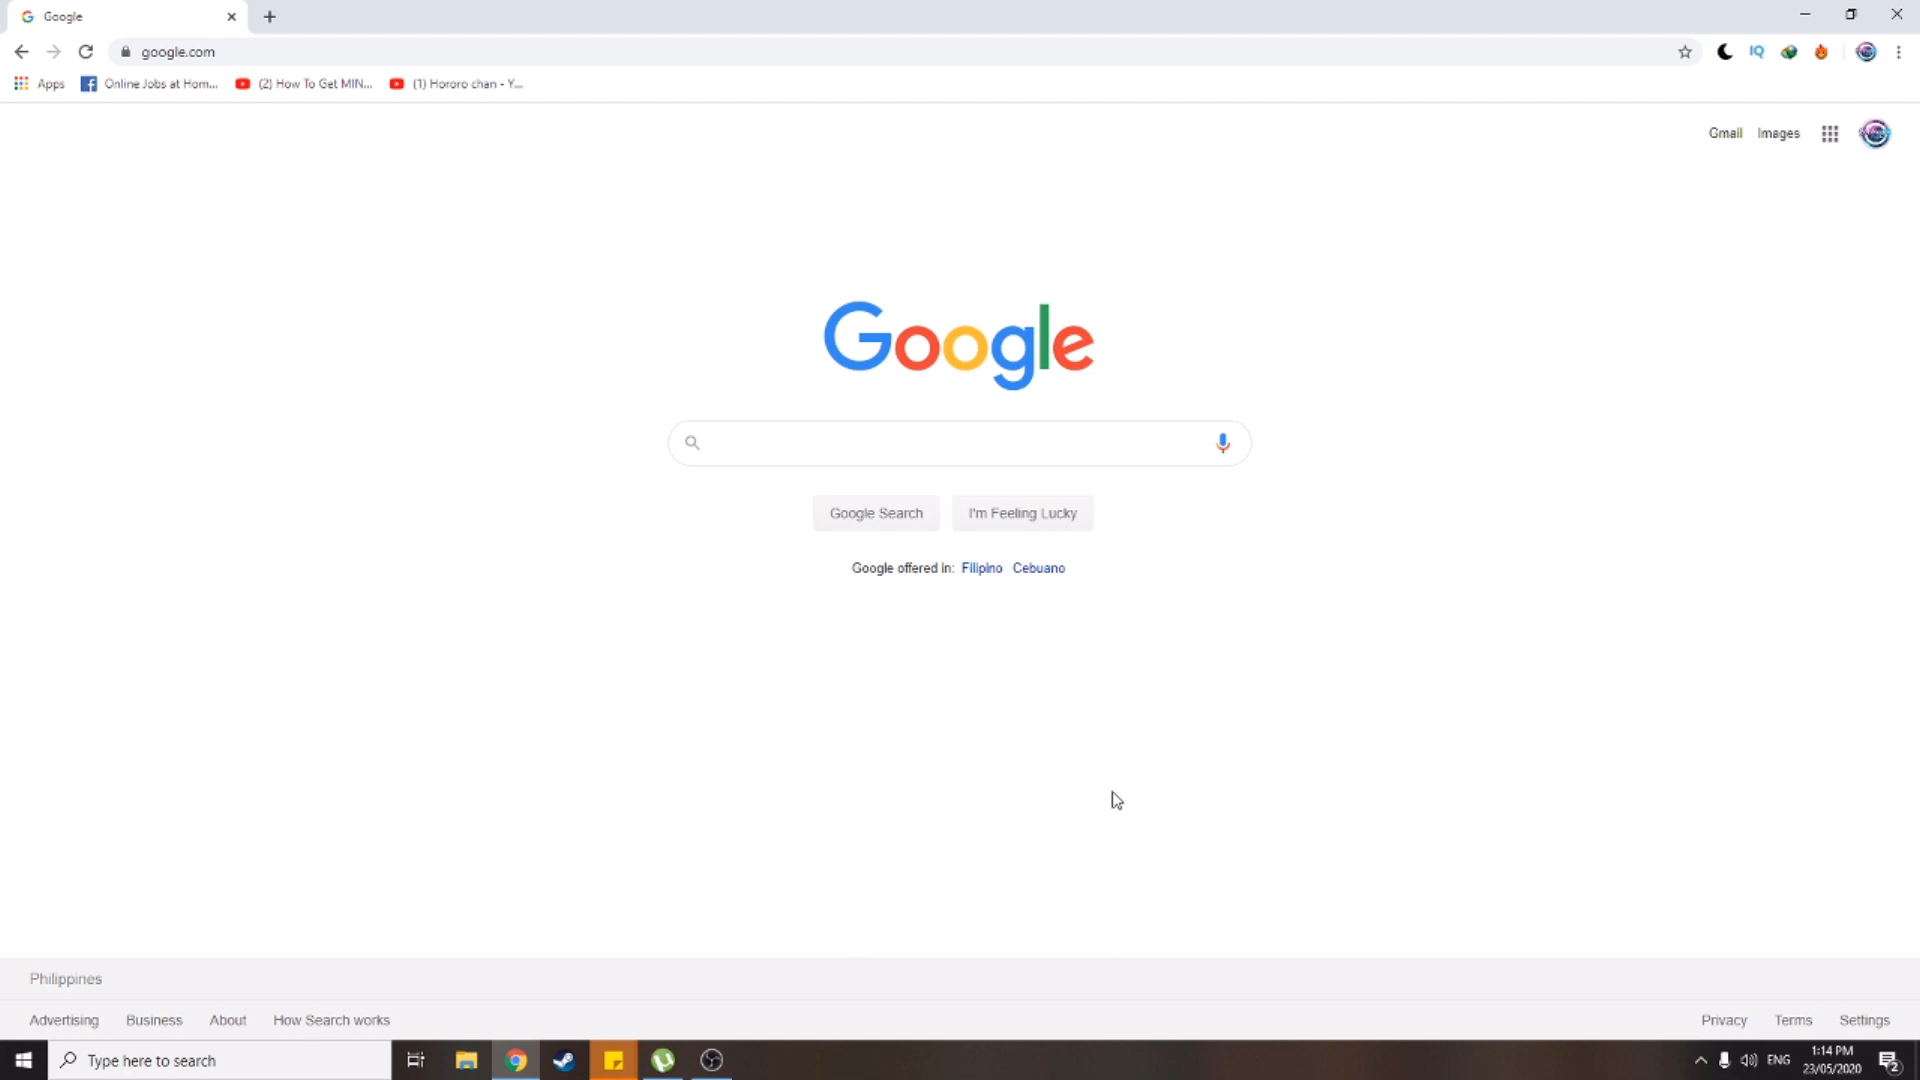 Google
google.com
Apps Online Jobs at Hom... (2) How To Get MIN... (1) Hororo chan - Y...
IQ
Gmail Images
Google
Google Search I'm Feeling Lucky
Google offered in: Filipino Cebuano
Philippines
Advertising Business About How Search works Privacy Terms Settings
Type here to search
ENG
1:14 PM
23/05/2020
2